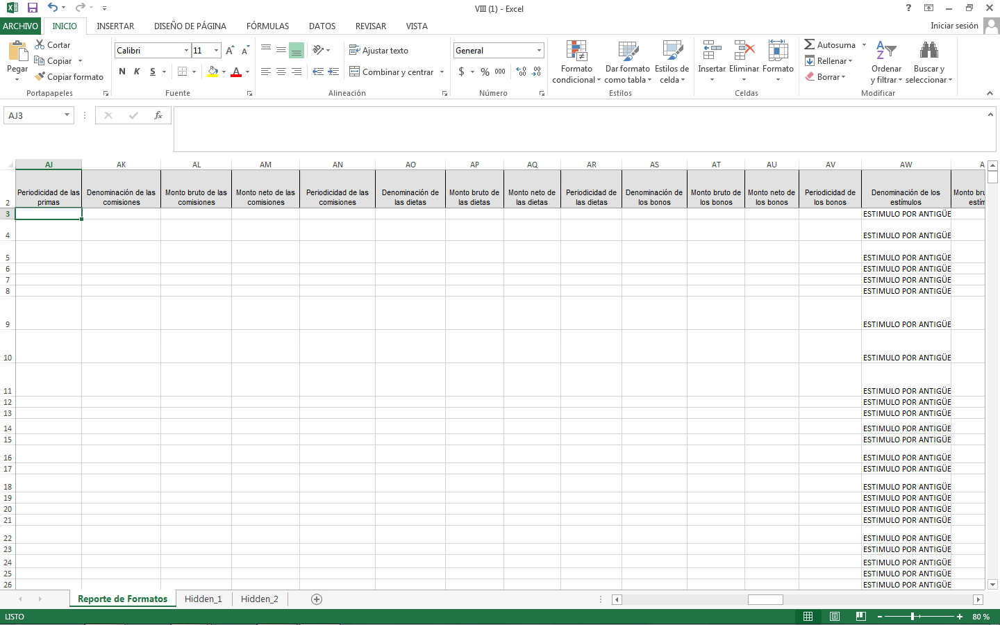 VIII (1) - Excel
?
ARCHIVO INICIO INSERTAR DISEÑO DE PÁGINA FÓRMULAS DATOS REVISAR VISTA Iniciar sesión
Pegar
Cortar
Copiar
Copiar formato
Portapapeles
Calibri 11
N K S
Fuente
Ajustar texto
Combinar y centrar
Alineación
General
$ % 000
Número
Formato condicional
Dar formato como tabla
Estilos de celda
Estilos
Insertar Eliminar Formato
Celdas
Autosuma
Rellenar
Borrar
Ordenar y filtrar
Buscar y seleccionar
Modificar
AJ3
fx
AJ AK AL AM AN AO AP AQ AR AS AT AU AV AW A
2 Periodicidad de las primas Denominación de las comisiones Monto bruto de las comisiones Monto neto de las comisiones Periodicidad de las comisiones Denominación de las dietas Monto bruto de las dietas Monto neto de las dietas Periodicidad de las dietas Denominación de los bonos Monto bruto de los bonos Monto neto de los bonos Periodicidad de los bonos Denominación de los estímulos Monto bru estím
3 ESTIMULO POR ANTIGÜE
4 ESTIMULO POR ANTIGÜE
5 ESTIMULO POR ANTIGÜE
6 ESTIMULO POR ANTIGÜE
7 ESTIMULO POR ANTIGÜE
8 ESTIMULO POR ANTIGÜE
9 ESTIMULO POR ANTIGÜE
10 ESTIMULO POR ANTIGÜE
11 ESTIMULO POR ANTIGÜE
12 ESTIMULO POR ANTIGÜE
13 ESTIMULO POR ANTIGÜE
14 ESTIMULO POR ANTIGÜE
15 ESTIMULO POR ANTIGÜE
16 ESTIMULO POR ANTIGÜE
17 ESTIMULO POR ANTIGÜE
18 ESTIMULO POR ANTIGÜE
19 ESTIMULO POR ANTIGÜE
20 ESTIMULO POR ANTIGÜE
21 ESTIMULO POR ANTIGÜE
22 ESTIMULO POR ANTIGÜE
23 ESTIMULO POR ANTIGÜE
24 ESTIMULO POR ANTIGÜE
25 ESTIMULO POR ANTIGÜE
26 ESTIMULO POR ANTIGÜE
Reporte de Formatos Hidden_1 Hidden_2
LISTO 80 %